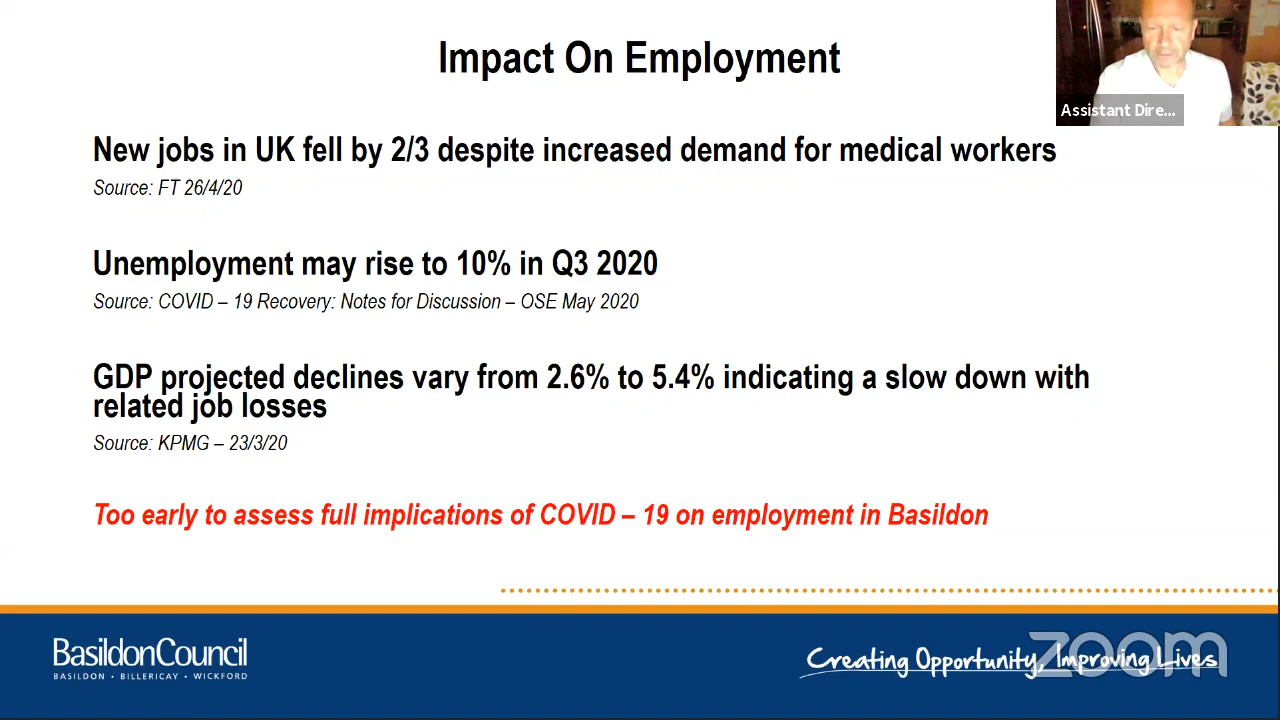 Impact On Employment
Assistant Dire...
New jobs in UK fell by 2/3 despite increased demand for medical workers
Source: FT 26/4/20
Unemployment may rise to 10% in Q3 2020
Source: COVID – 19 Recovery: Notes for Discussion – OSE May 2020
GDP projected declines vary from 2.6% to 5.4% indicating a slow down with
related job losses
Source: KPMG – 23/3/20
Too early to assess full implications of COVID – 19 on employment in Basildon
BasildonCouncil
BASILDON • BILLERICAY • WICKFORD
Creating Opportunity, Improving Lives
zoom